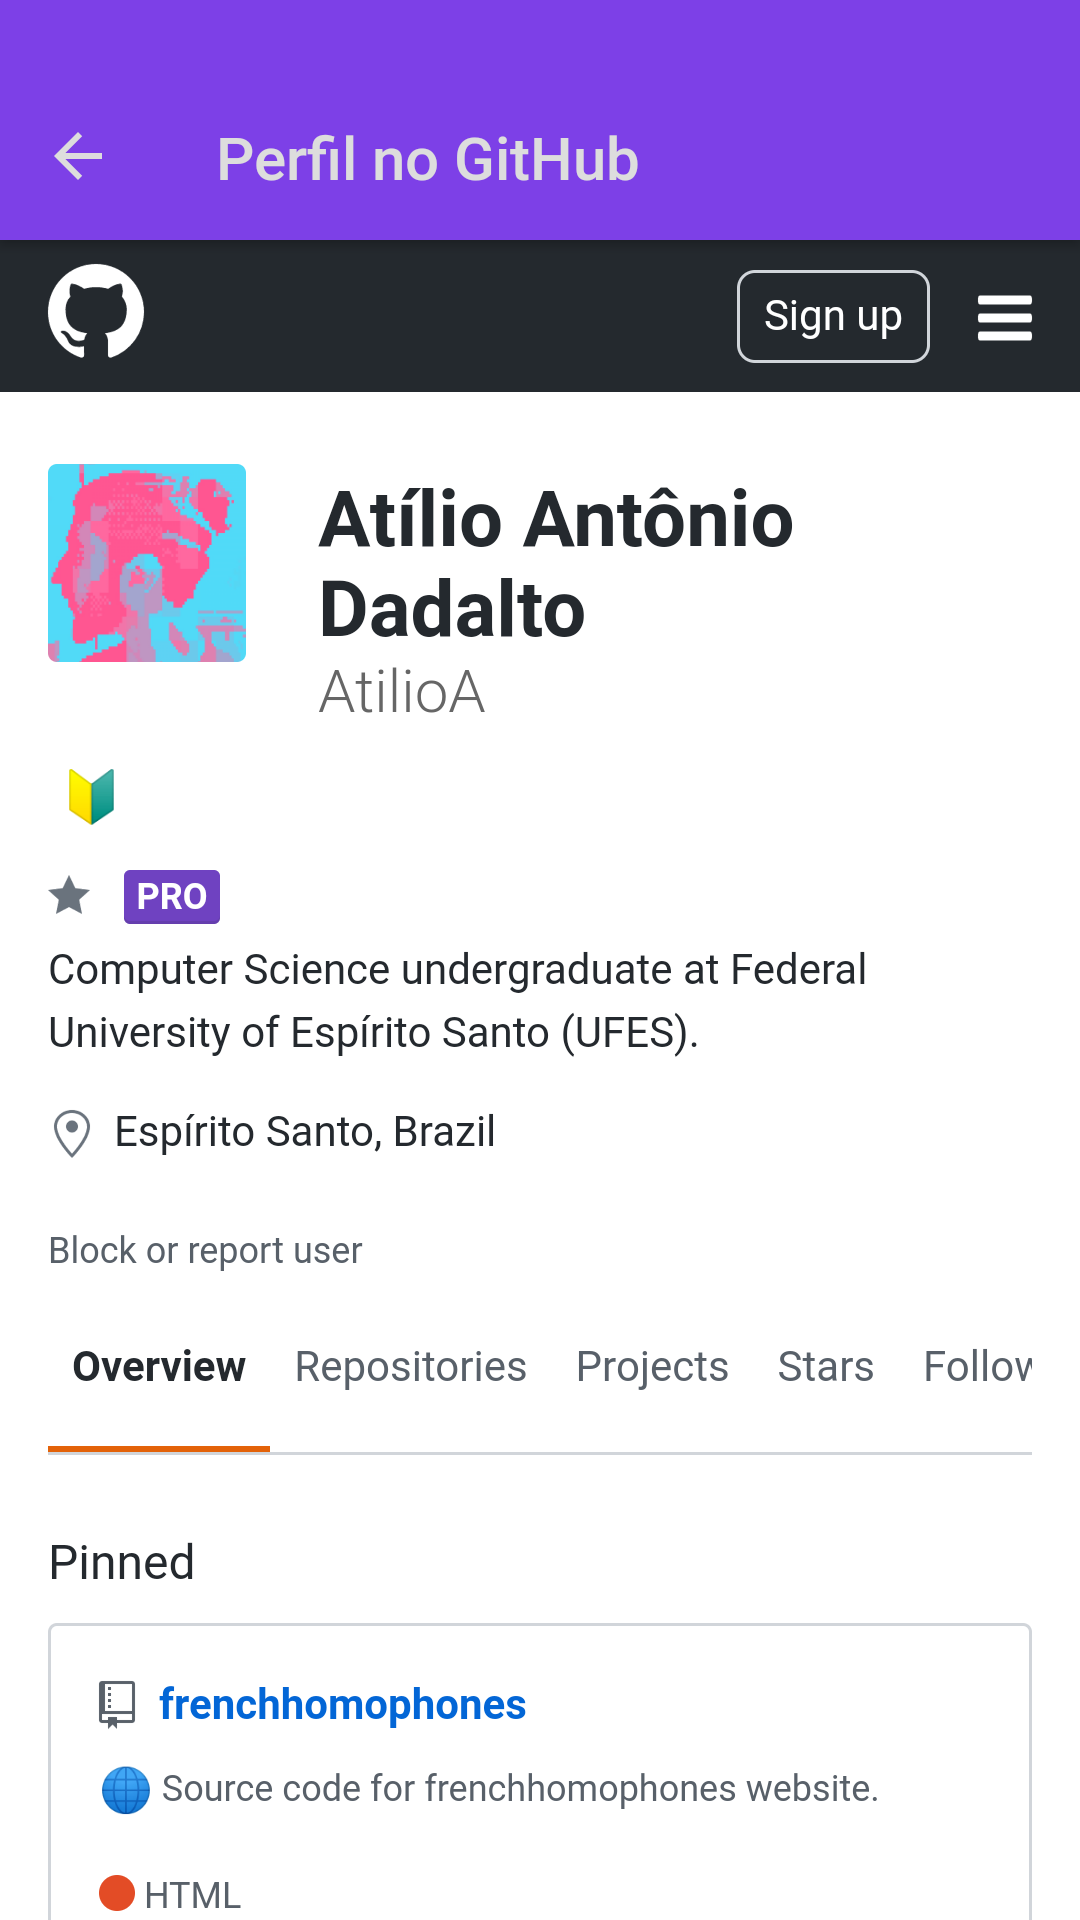 Perfil no GitHub
Sign up
Atílio Antônio
Dadalto
AtilioA
PRO
Computer Science undergraduate at Federal
University of Espírito Santo (UFES).
Espírito Santo, Brazil
Block or report user
Overview Repositories Projects Stars Follow
Pinned
frenchhomophones
Source code for frenchhomophones website.
HTML